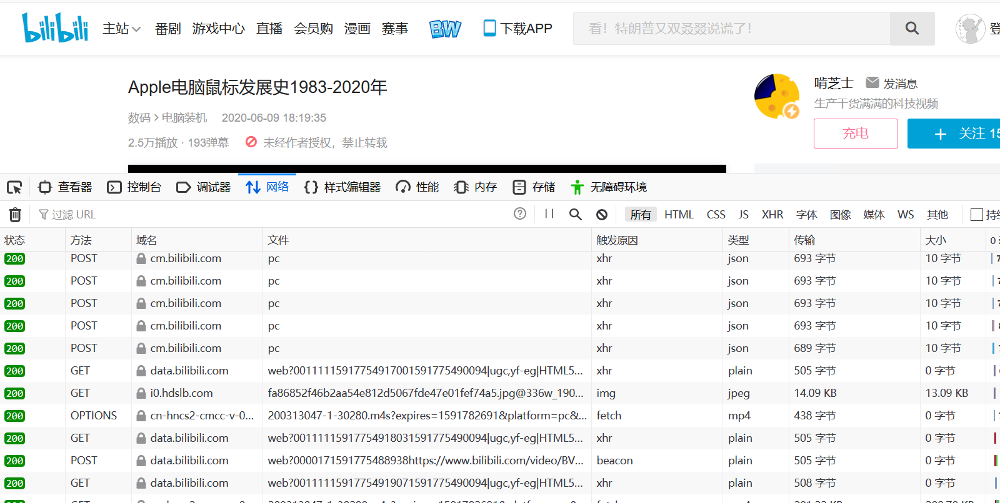 bilibili 主站 番剧 游戏中心 直播 会员购 漫画 赛事 BW 下载APP 看！特朗普又双叒叕说谎了！
Apple电脑鼠标发展史1983-2020年
数码 > 电脑装机 2020-06-09 18:19:35
2.5万播放 · 193弹幕 未经作者授权，禁止转载
啃芝士 发消息
生产干货满满的科技视频
充电 + 关注 15
查看器 控制台 调试器 网络 {} 样式编辑器 性能 内存 存储 无障碍环境
过滤 URL ? 所有 HTML CSS JS XHR 字体 图像 媒体 WS 其他
状态 方法 域名 文件 触发原因 类型 传输 大小 0
200 POST cm.bilibili.com pc xhr json 693 字节 10 字节
200 POST cm.bilibili.com pc xhr json 693 字节 10 字节
200 POST cm.bilibili.com pc xhr json 693 字节 10 字节
200 POST cm.bilibili.com pc xhr json 693 字节 10 字节
200 POST cm.bilibili.com pc xhr json 689 字节 10 字节
200 GET data.bilibili.com web?0011111591775491700159177549​0094|ugc,yf-eg|HTML5... xhr plain 505 字节 0 字节
200 GET i0.hdslb.com fa86852f46b2aa54e812d5067fde47e01fef74a5.jpg@336w_190... img jpeg 14.09 KB 13.09 KB
200 OPTIONS cn-hncs2-cmcc-v-0... 200313047-1-30280.m4s?expires=1591782691&platform=pc&... fetch mp4 438 字节 0 字节
200 GET data.bilibili.com web?0011111591775491803159177549​0094|ugc,yf-eg|HTML5... xhr plain 505 字节 0 字节
200 POST data.bilibili.com web?0000171591775488938https://www.bilibili.com/video/BV... beacon plain 505 字节 0 字节
200 GET data.bilibili.com web?0011111591775491907159177549​0094|ugc,yf-eg|HTML5... xhr plain 508 字节 0 字节